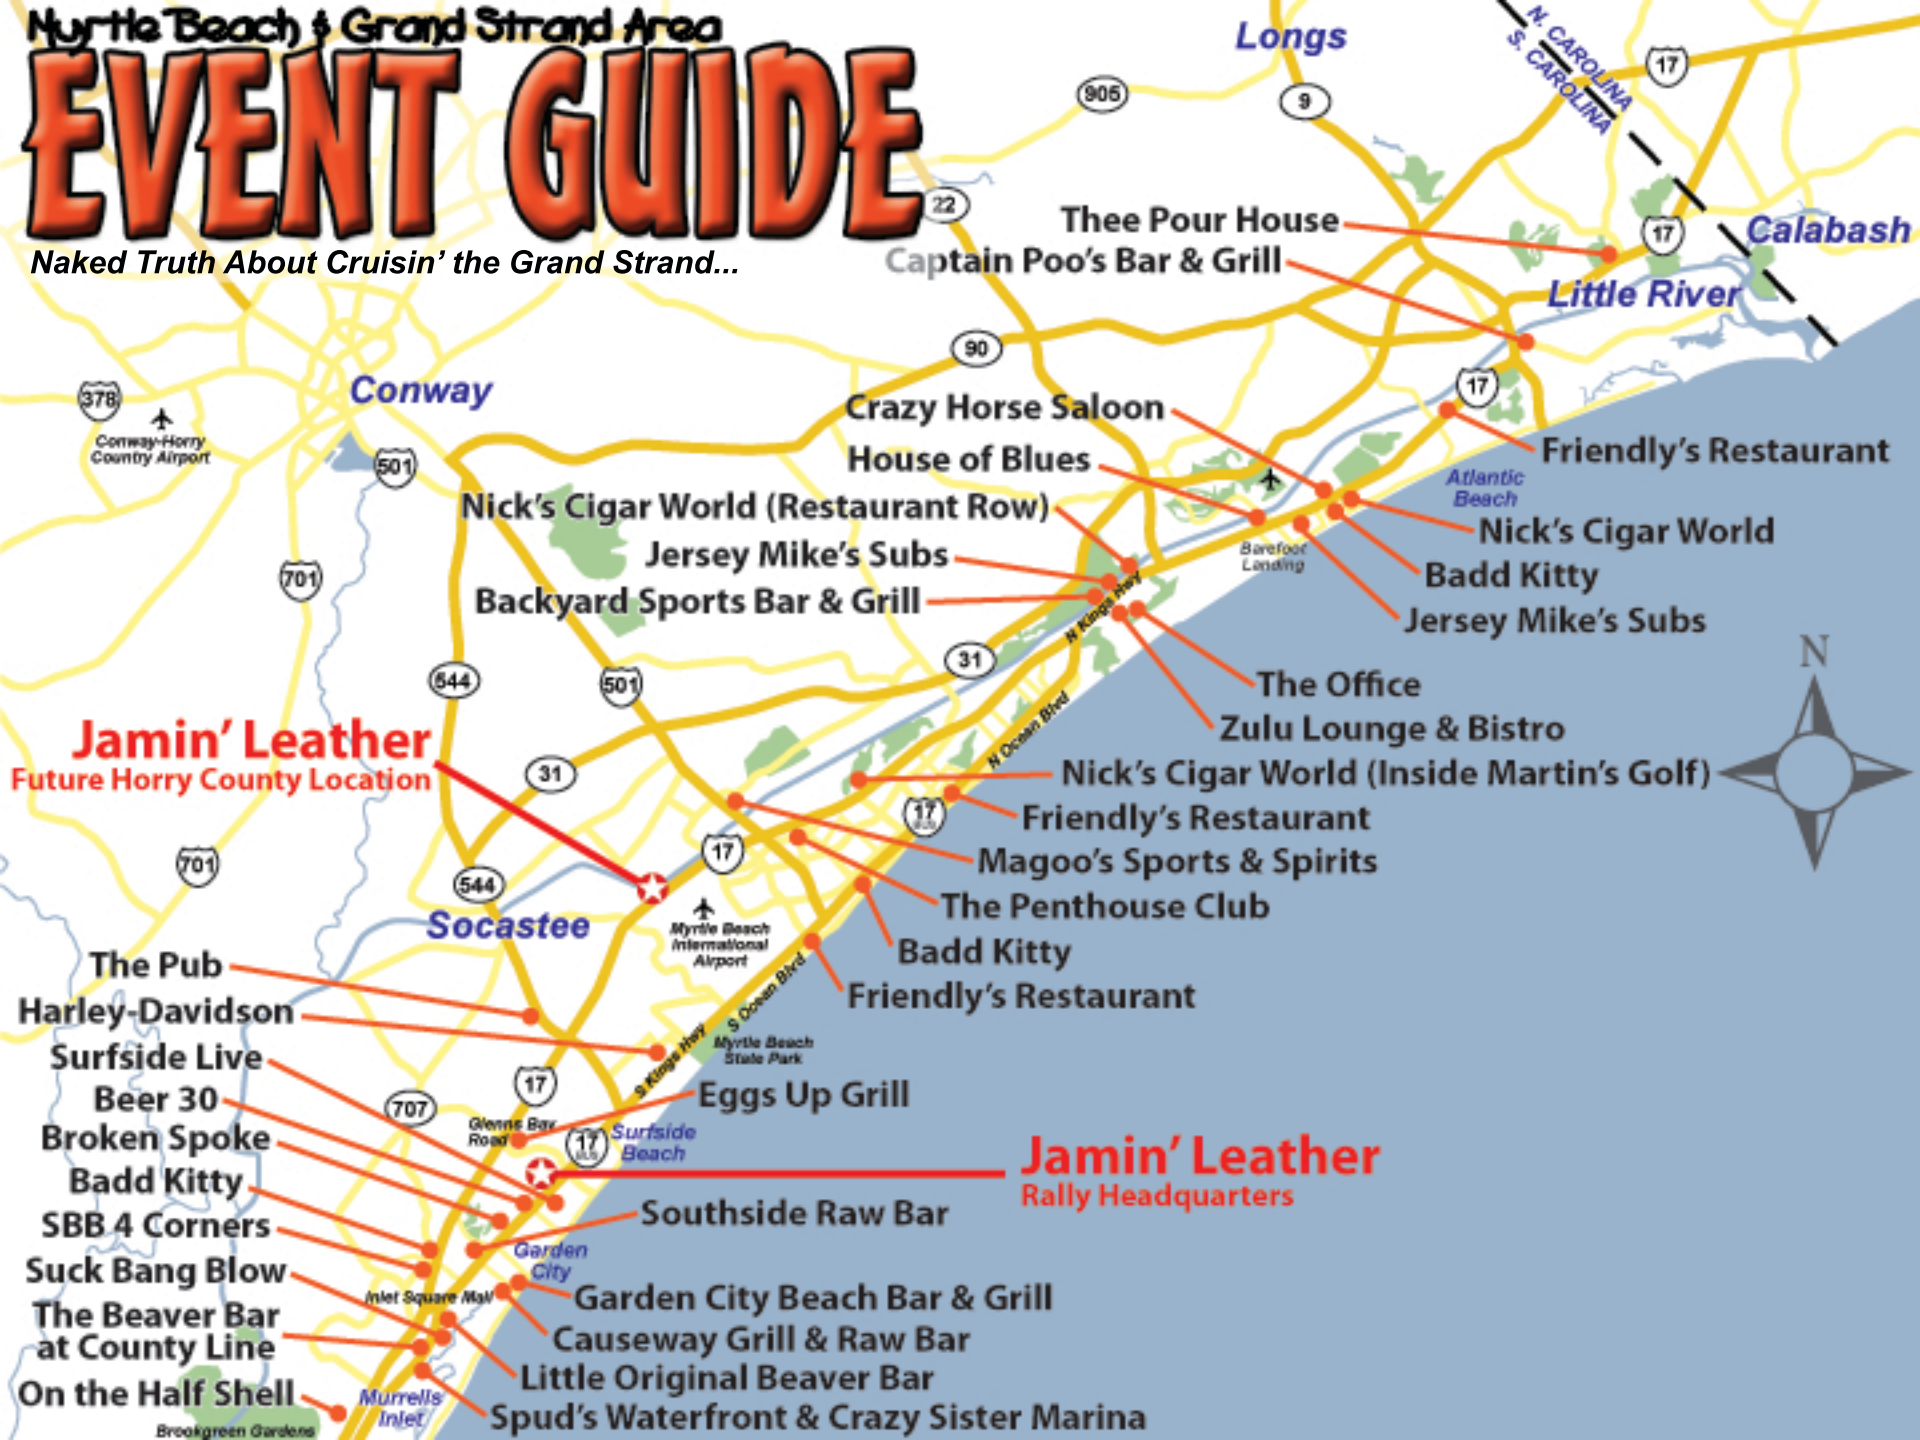 Myrtle Beach & Grand Strand Area
EVENT GUIDE
Naked Truth About Cruisin' the Grand Strand...
Longs
N. CAROLINA
S. CAROLINA
17
905
9
22
Thee Pour House
17
Calabash
Captain Poo's Bar & Grill
Little River
90
Conway
378
Conway-Horry
Country Airport
501
17
Crazy Horse Saloon
Friendly's Restaurant
House of Blues
Atlantic
Beach
Nick's Cigar World (Restaurant Row)
Nick's Cigar World
Jersey Mike's Subs
Barefoot
Landing
Badd Kitty
701
Backyard Sports Bar & Grill
N Kings Hwy
Jersey Mike's Subs
N
31
544
501
The Office
Zulu Lounge & Bistro
N Ocean Blvd
Jamin' Leather
Future Horry County Location
31
Nick's Cigar World (Inside Martin's Golf)
17
BUS
Friendly's Restaurant
17
Magoo's Sports & Spirits
701
544
The Penthouse Club
Socastee
Myrtle Beach
International
Airport
Badd Kitty
The Pub
S Ocean Blvd
Friendly's Restaurant
Harley-Davidson
Myrtle Beach
State Park
Surfside Live
S Kings Hwy
17
Eggs Up Grill
Beer 30
707
Glenns Bay
Road
17
BUS
Surfside
Beach
Broken Spoke
Jamin' Leather
Rally Headquarters
Badd Kitty
Southside Raw Bar
SBB 4 Corners
Garden
City
Suck Bang Blow
Inlet Square Mall
Garden City Beach Bar & Grill
The Beaver Bar
at County Line
Causeway Grill & Raw Bar
Little Original Beaver Bar
On the Half Shell
Murrells
Inlet
Spud's Waterfront & Crazy Sister Marina
Brookgreen Gardens